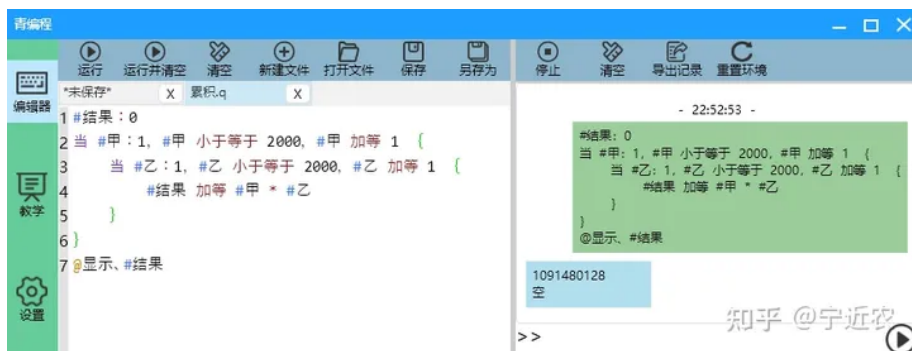 青编程
运行 运行并清空 清空 新建文件 打开文件 保存 另存为
停止 清空 导出记录 重置环境
*未保存* X 累积.q X
编辑器
教学
设置
1 #结果：0
2 当 #甲：1, #甲 小于等于 2000, #甲 加等 1 {
3 当 #乙：1, #乙 小于等于 2000, #乙 加等 1 {
4 #结果 加等 #甲 * #乙
5 }
6 }
7 @显示、#结果
- 22:52:53 -
#结果：0
当 #甲：1, #甲 小于等于 2000, #甲 加等 1 {
当 #乙：1, #乙 小于等于 2000, #乙 加等 1 {
#结果 加等 #甲 * #乙
}
}
@显示、#结果
1091480128
空
>>
知乎 @宁近农